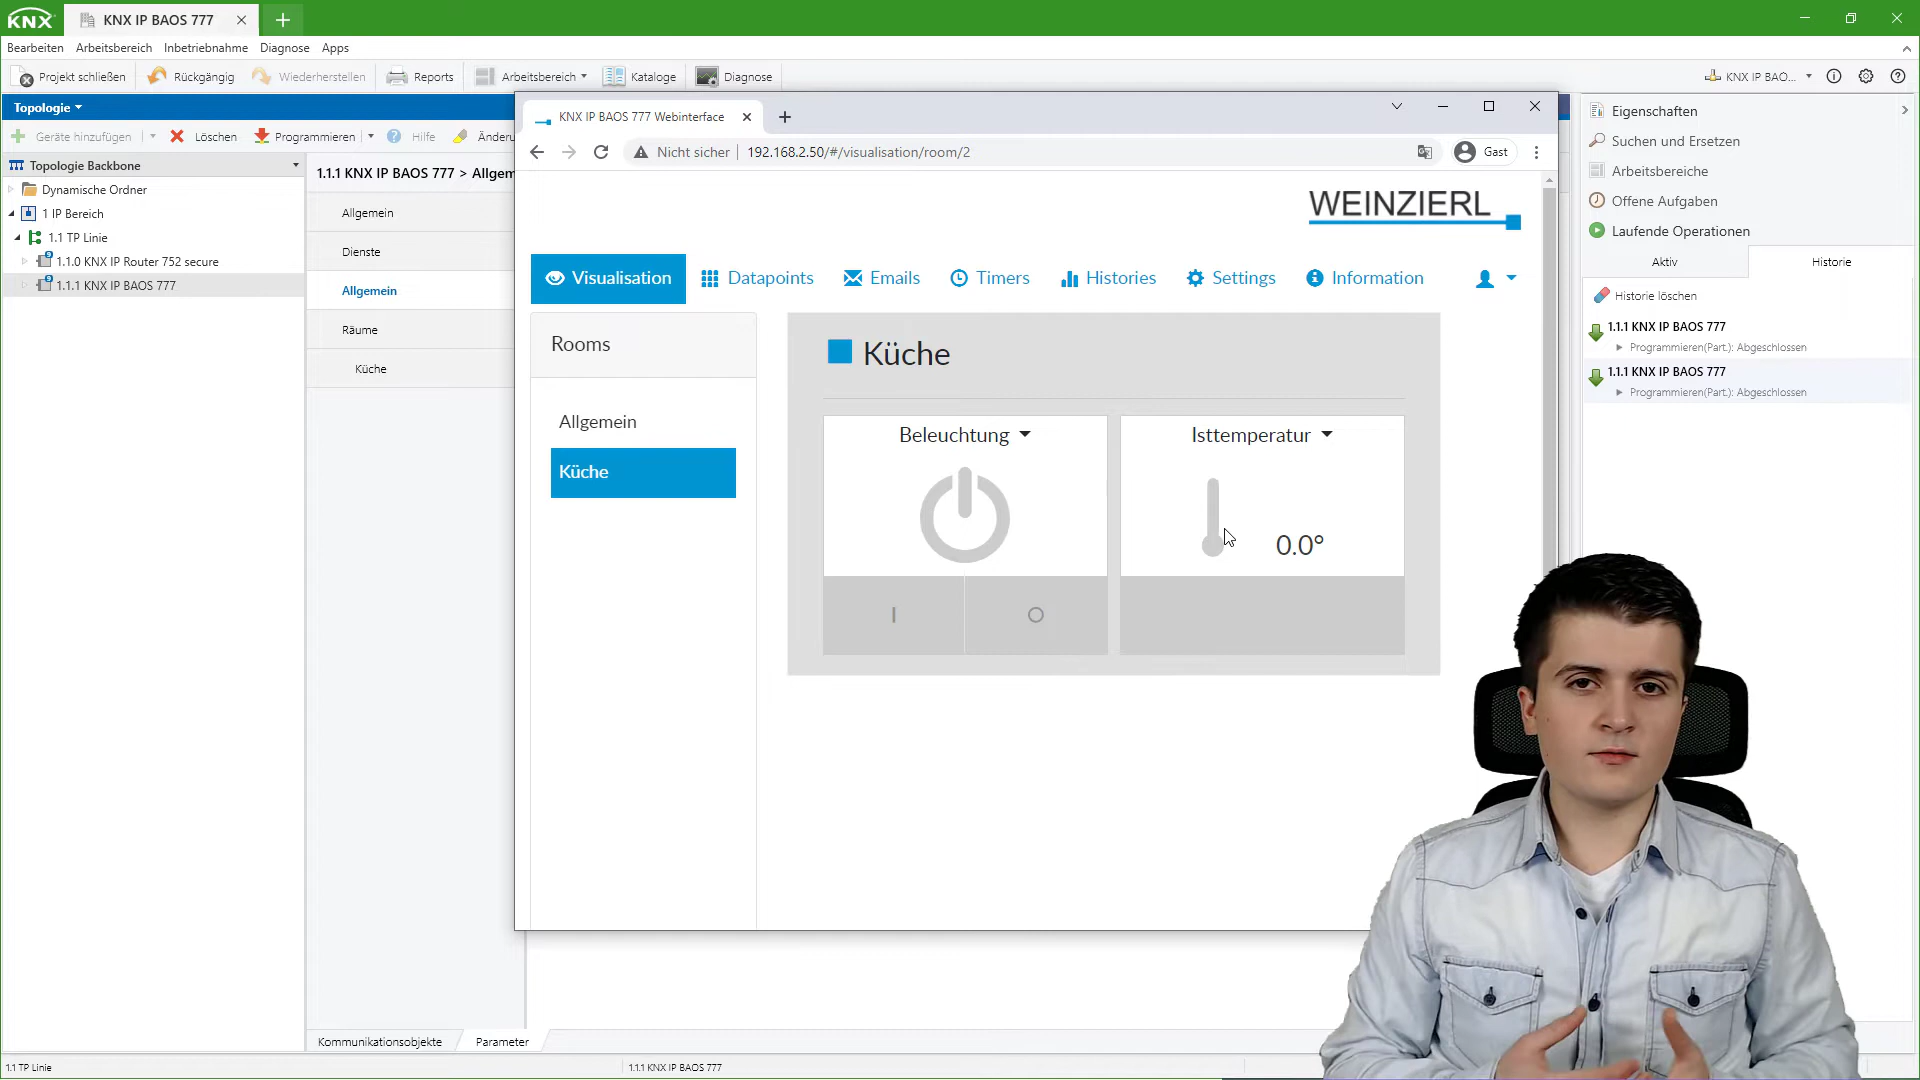 KNX
KNX IP BAOS 777
Bearbeiten Arbeitsbereich Inbetriebnahme Diagnose Apps
Projekt schließen Rückgängig Wiederherstellen Reports Arbeitsbereich Kataloge Diagnose KNX IP BAO...
Topologie
Geräte hinzufügen Löschen Programmieren Hilfe Änderu
Topologie Backbone
Dynamische Ordner
1 IP Bereich
1.1 TP Linie
1.1.0 KNX IP Router 752 secure
1.1.1 KNX IP BAOS 777
1.1.1 KNX IP BAOS 777 > Allgem
Allgemein
Dienste
Allgemein
Räume
Küche
KNX IP BAOS 777 Webinterface
Nicht sicher 192.168.2.50/#/visualisation/room/2 Gast
WEINZIERL
Visualisation Datapoints Emails Timers Histories Settings Information
Rooms
Allgemein
Küche
Küche
Beleuchtung
I O
Isttemperatur
0.0°
Eigenschaften
Suchen und Ersetzen
Arbeitsbereiche
Offene Aufgaben
Laufende Operationen
Aktiv Historie
Historie löschen
1.1.1 KNX IP BAOS 777
Programmieren(Part.): Abgeschlossen
1.1.1 KNX IP BAOS 777
Programmieren(Part.): Abgeschlossen
Kommunikationsobjekte Parameter
1.1 TP Linie 1.1.1 KNX IP BAOS 777